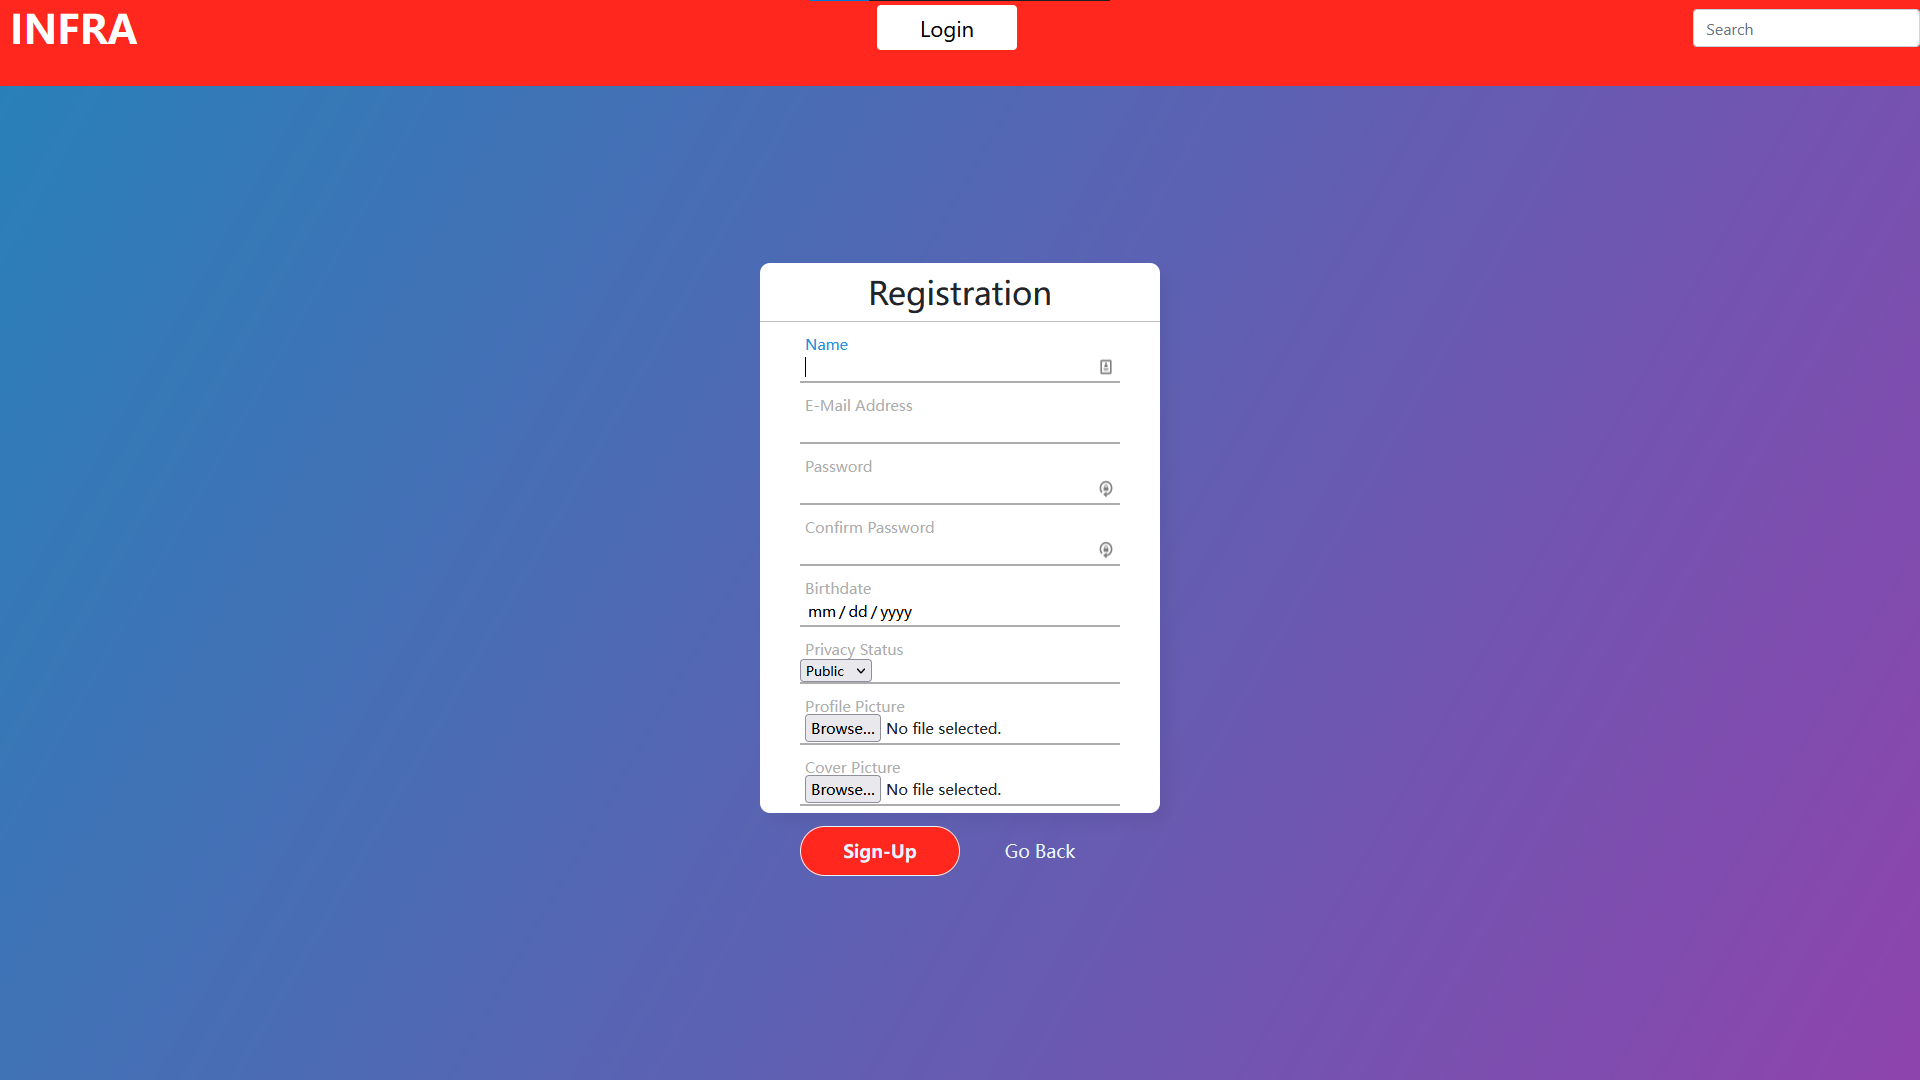 INFRA
Login
Search
Registration
Name
E-Mail Address
Password
Confirm Password
Birthdate
mm / dd / yyyy
Privacy Status
Public
Profile Picture
Browse... No file selected.
Cover Picture
Browse... No file selected.
Sign-Up Go Back